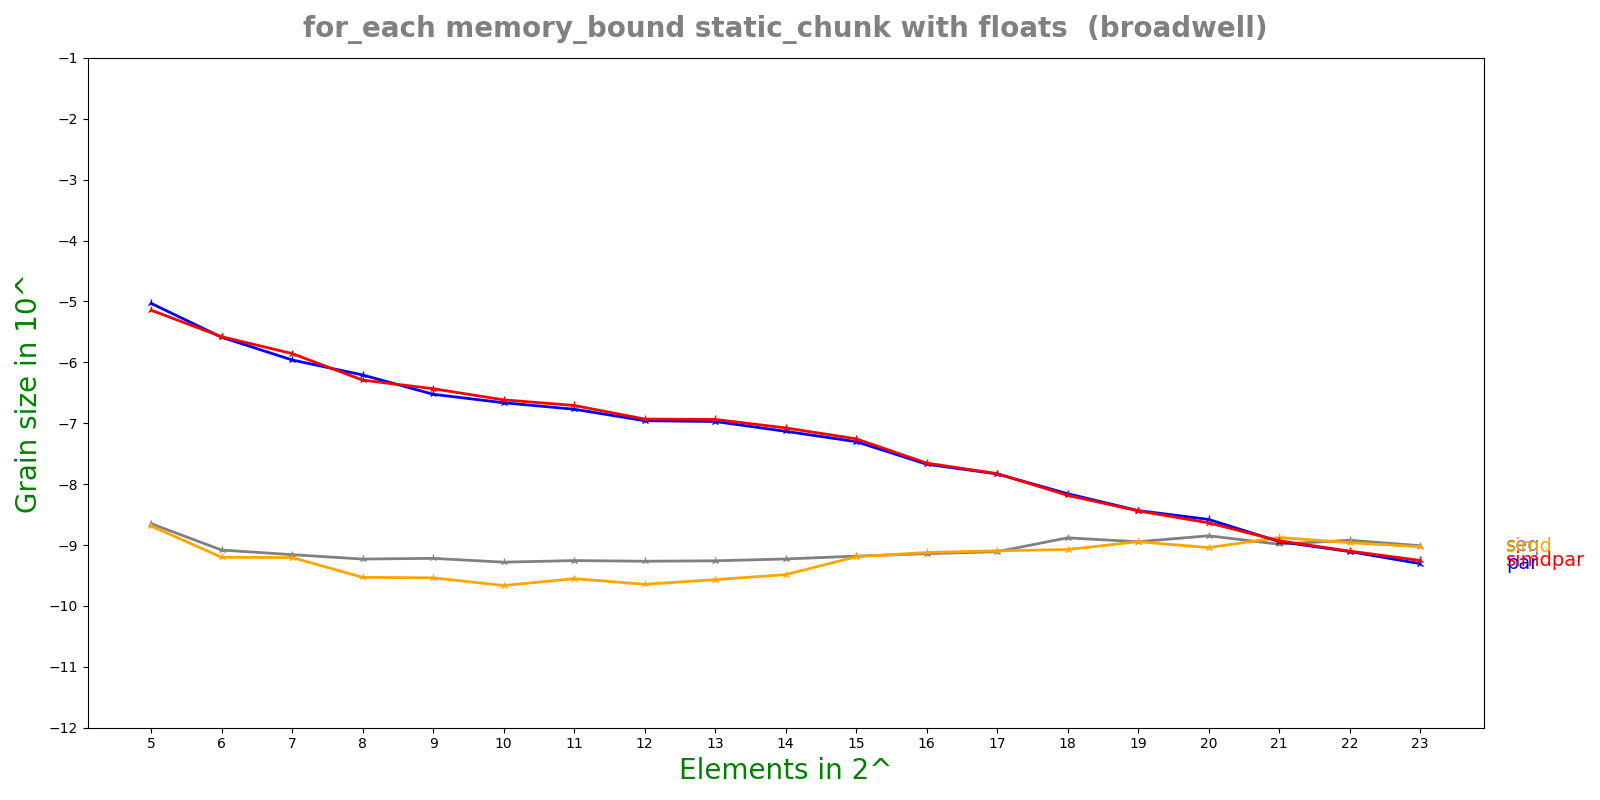 for_each memory_bound static_chunk with floats (broadwell)
Grain size in 10^
−1
−2
−3
−4
−5
−6
−7
−8
−9
−10
−11
−12
5 6 7 8 9 10 11 12 13 14 15 16 17 18 19 20 21 22 23
Elements in 2^
seq
simd
simdpar
par